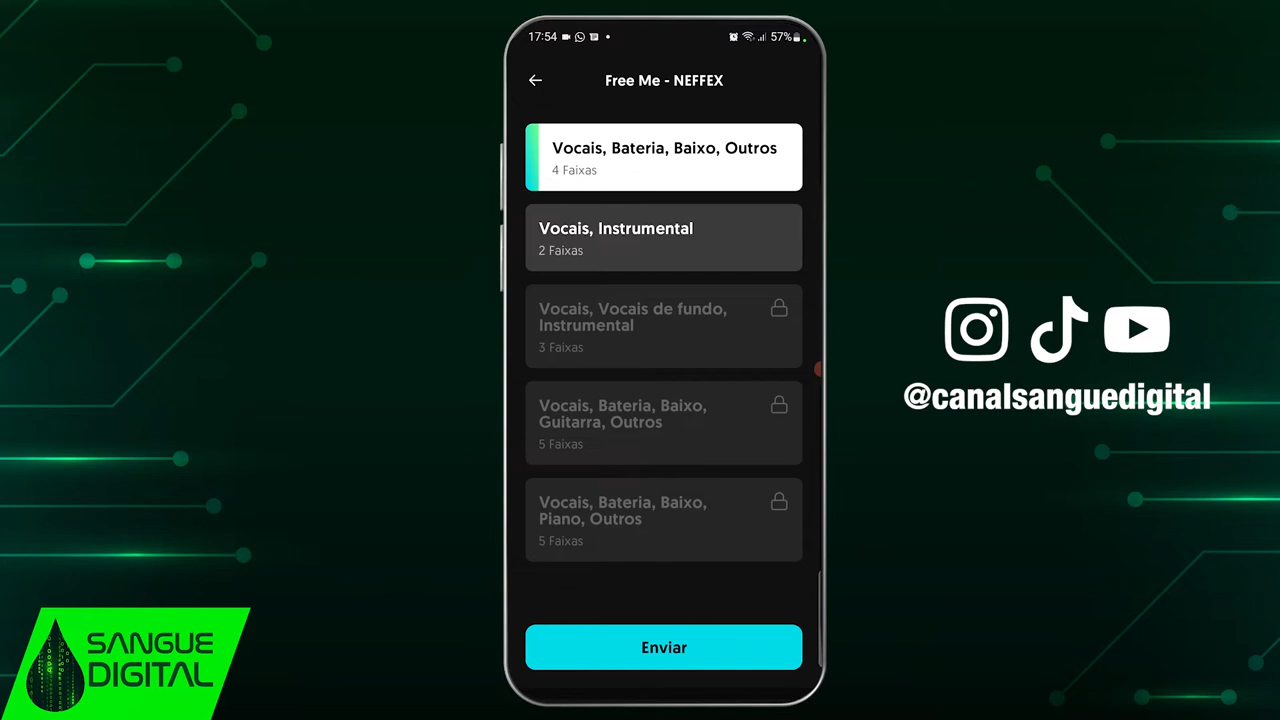 17:54
57%
Free Me - NEFFEX
Vocais, Bateria, Baixo, Outros
4 Faixas
Vocais, Instrumental
2 Faixas
Vocais, Vocais de fundo,
Instrumental
3 Faixas
Vocais, Bateria, Baixo,
Guitarra, Outros
5 Faixas
Vocais, Bateria, Baixo,
Piano, Outros
5 Faixas
Enviar
@canalsanguedigital
SANGUE
DIGITAL